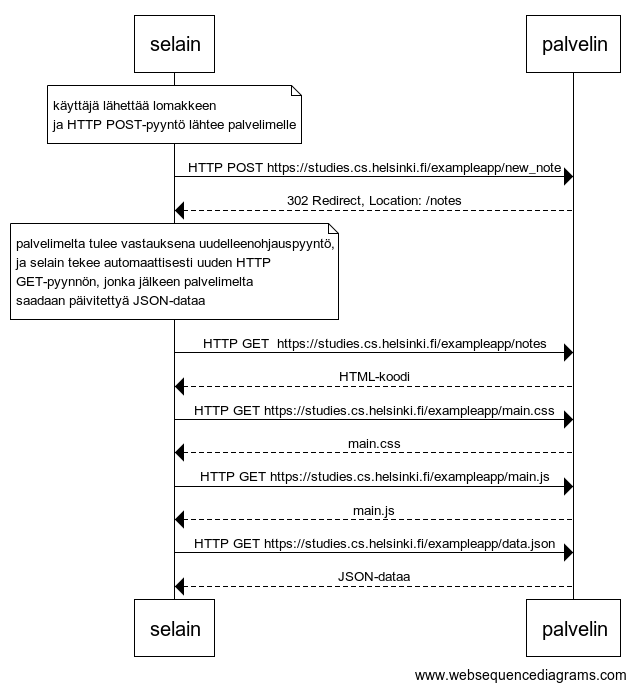 selain
palvelin
käyttäjä lähettää lomakkeen
ja HTTP POST-pyyntö lähtee palvelimelle
HTTP POST https://studies.cs.helsinki.fi/exampleapp/new_note
302 Redirect, Location: /notes
palvelimelta tulee vastauksena uudelleenohjauspyyntö,
ja selain tekee automaattisesti uuden HTTP
GET-pyynnön, jonka jälkeen palvelimelta
saadaan päivitettyä JSON-dataa
HTTP GET  https://studies.cs.helsinki.fi/exampleapp/notes
HTML-koodi
HTTP GET https://studies.cs.helsinki.fi/exampleapp/main.css
main.css
HTTP GET https://studies.cs.helsinki.fi/exampleapp/main.js
main.js
HTTP GET https://studies.cs.helsinki.fi/exampleapp/data.json
JSON-dataa
selain
palvelin
www.websequencediagrams.com